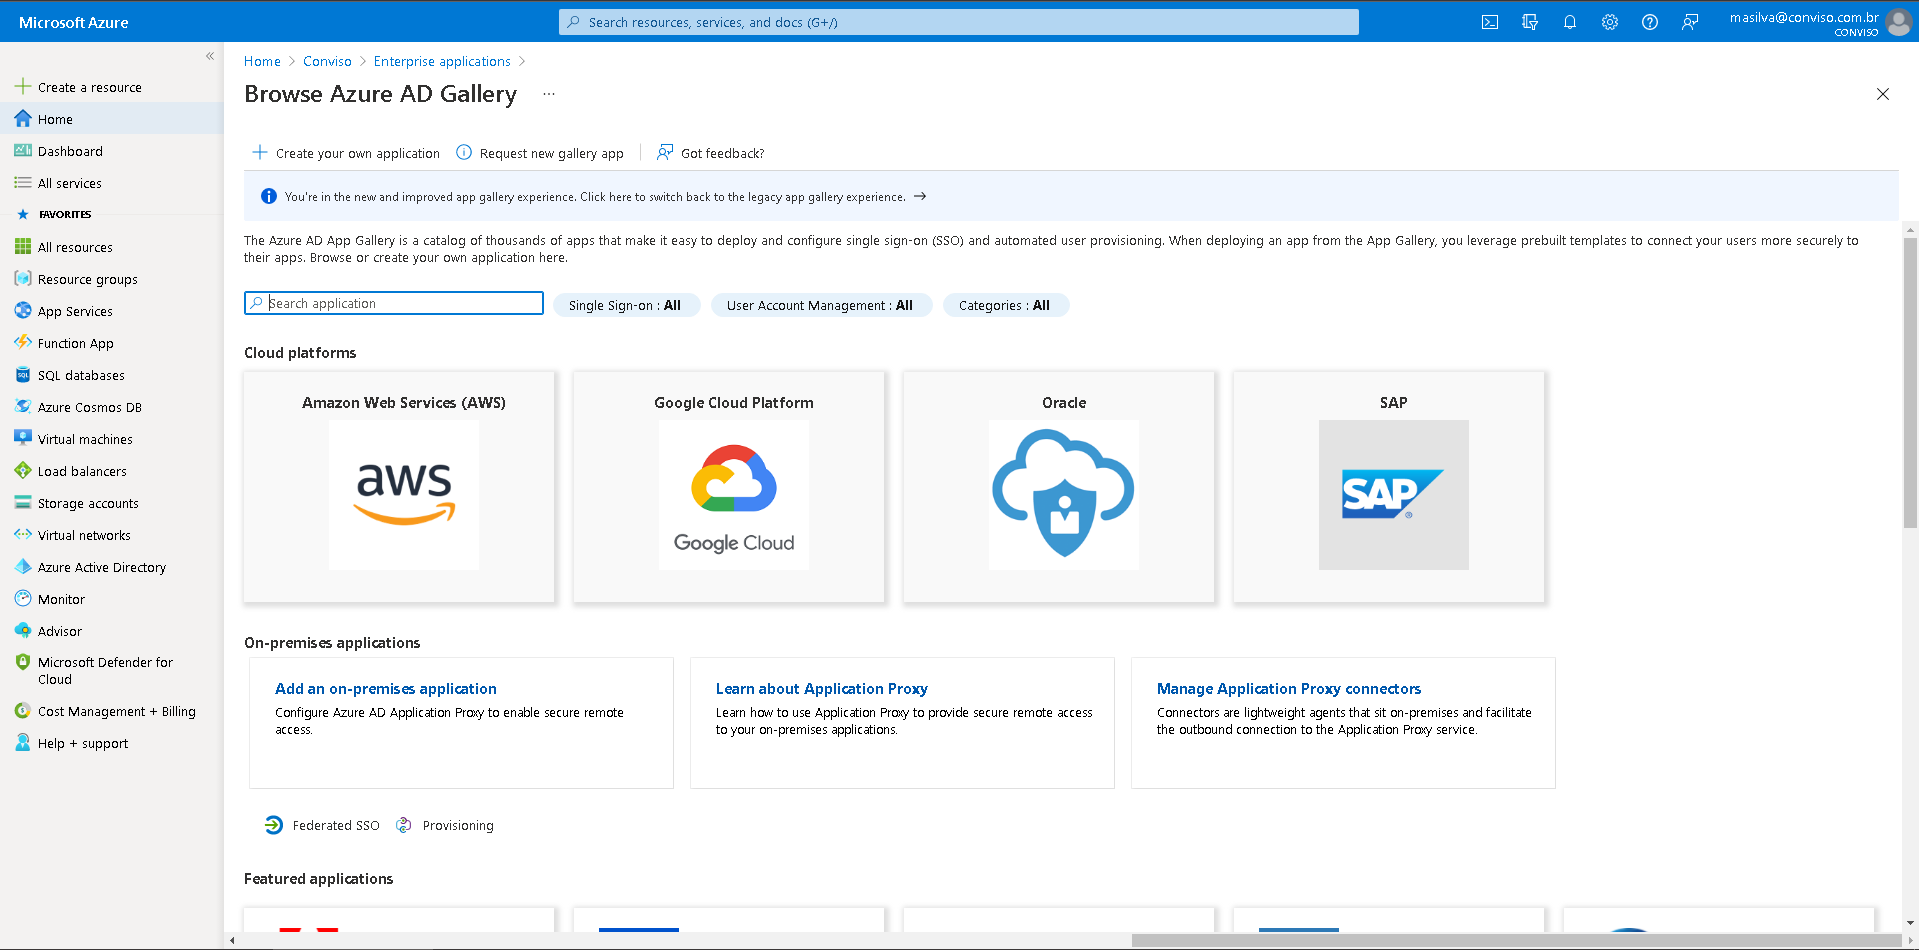 Microsoft Azure
Search resources, services, and docs (G+/)
masilva@conviso.com.br
CONVISO
«
Create a resource
Home
Dashboard
All services
FAVORITES
All resources
Resource groups
App Services
Function App
SQL databases
Azure Cosmos DB
Virtual machines
Load balancers
Storage accounts
Virtual networks
Azure Active Directory
Monitor
Advisor
Microsoft Defender for
Cloud
Cost Management + Billing
Help + support
Home > Conviso > Enterprise applications >
Browse Azure AD Gallery ...
Create your own application
Request new gallery app
Got feedback?
You're in the new and improved app gallery experience. Click here to switch back to the legacy app gallery experience. →
The Azure AD App Gallery is a catalog of thousands of apps that make it easy to deploy and configure single sign-on (SSO) and automated user provisioning. When deploying an app from the App Gallery, you leverage prebuilt templates to connect your users more securely to
their apps. Browse or create your own application here.
Search application
Single Sign-on : All
User Account Management : All
Categories : All
Cloud platforms
Amazon Web Services (AWS)
aws
Google Cloud Platform
Google Cloud
Oracle
SAP
SAP®
On-premises applications
Add an on-premises application
Configure Azure AD Application Proxy to enable secure remote
access.
Learn about Application Proxy
Learn how to use Application Proxy to provide secure remote access
to your on-premises applications.
Manage Application Proxy connectors
Connectors are lightweight agents that sit on-premises and facilitate
the outbound connection to the Application Proxy service.
Federated SSO
Provisioning
Featured applications